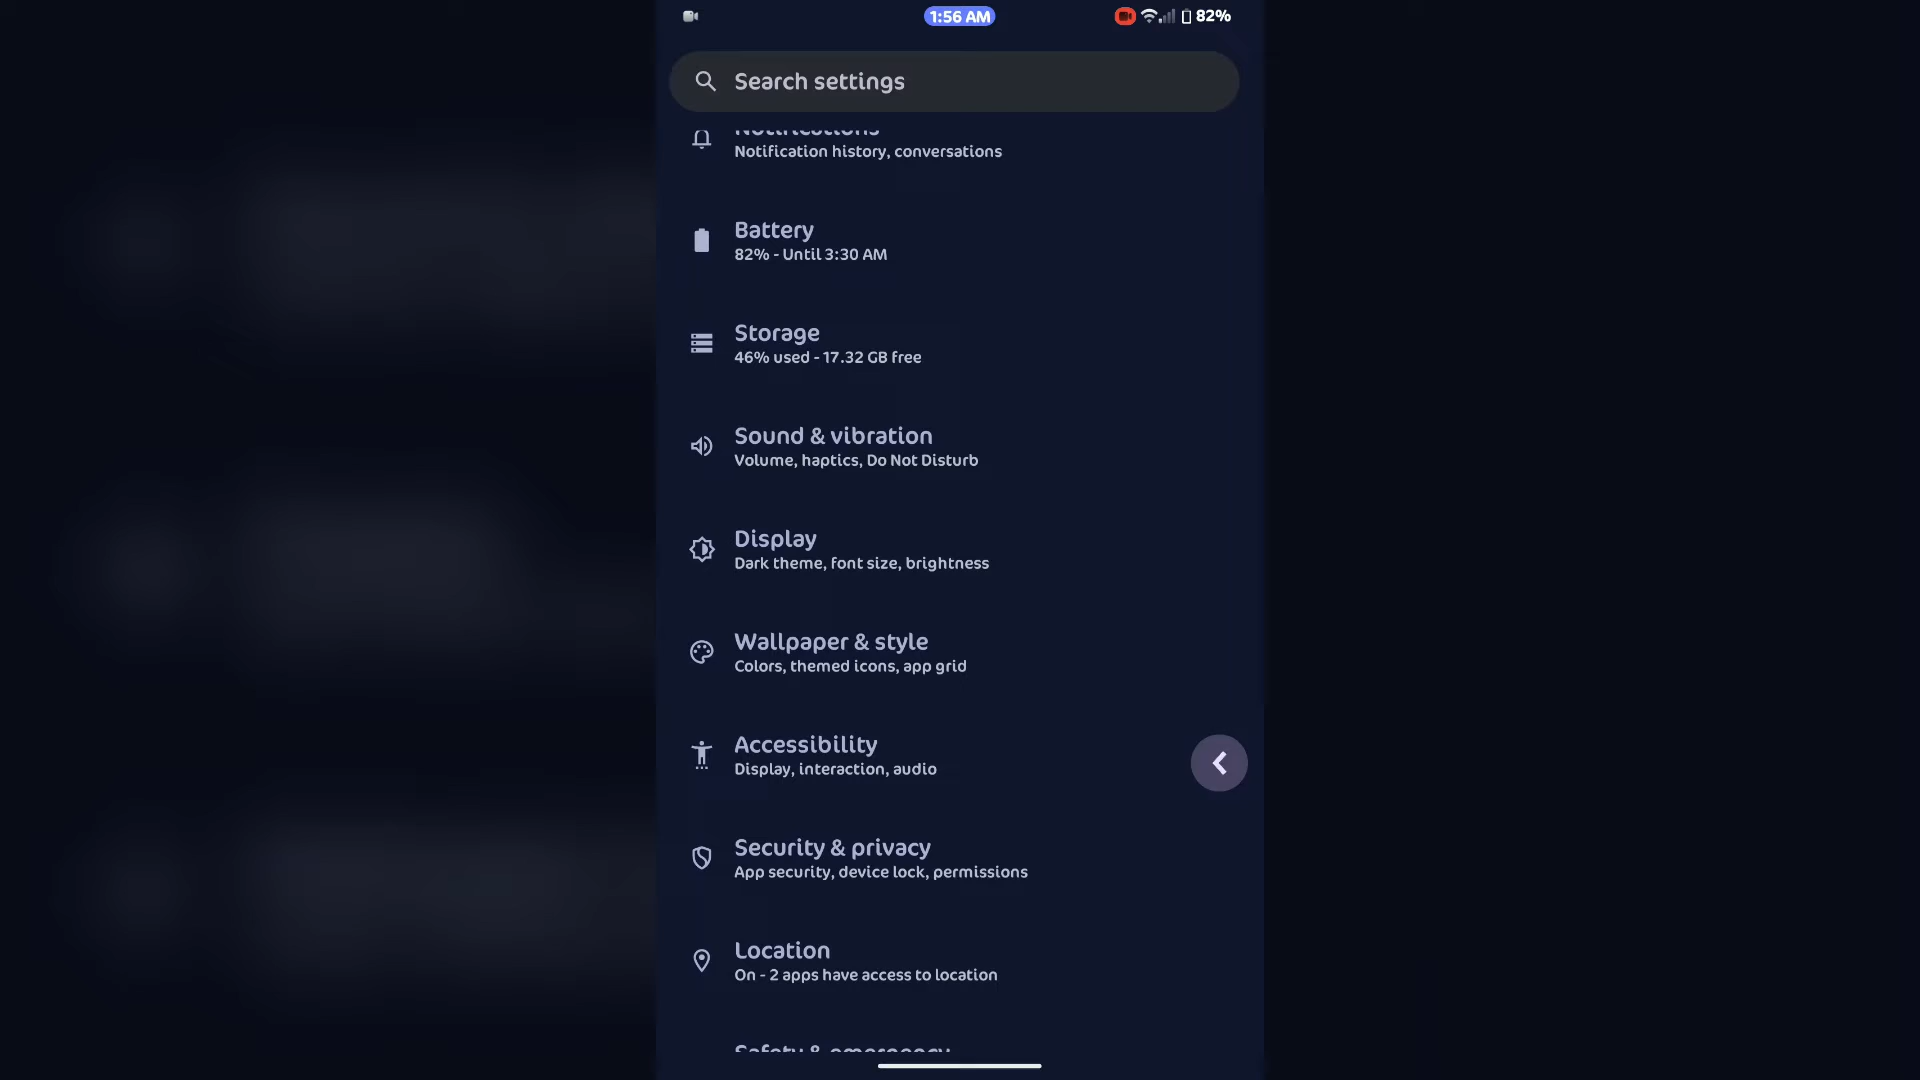 1:56 AM
82%
Search settings
Notifications
Notification history, conversations
Battery
82% - Until 3:30 AM
Storage
46% used - 17.32 GB free
Sound & vibration
Volume, haptics, Do Not Disturb
Display
Dark theme, font size, brightness
Wallpaper & style
Colors, themed icons, app grid
Accessibility
Display, interaction, audio
Security & privacy
App security, device lock, permissions
Location
On - 2 apps have access to location
Safety & emergency